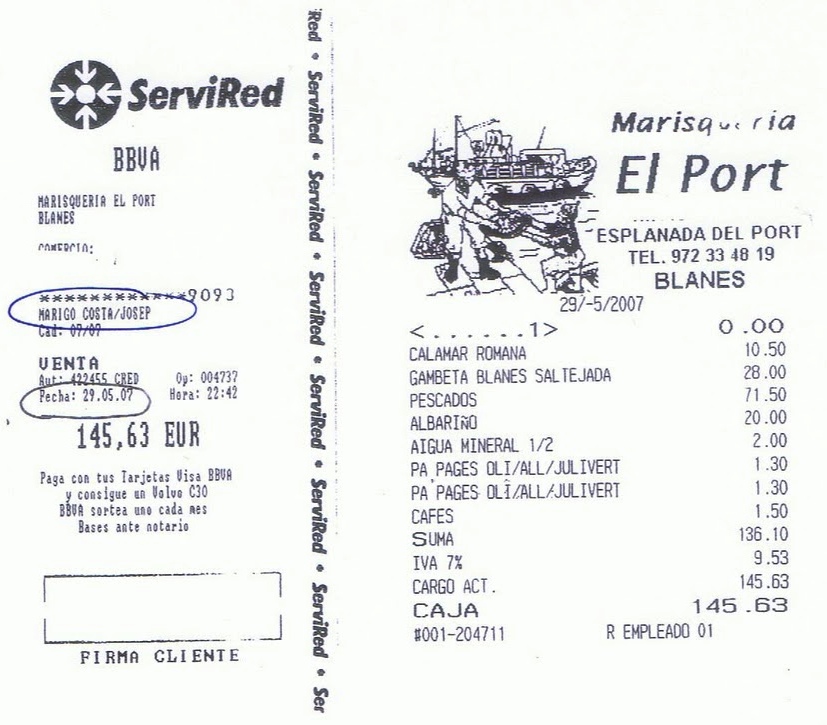 ServiRed
BBVA
MARISQUERIA EL PORT
BLANES
COMERCIO:
************9093
MARIGO COSTA/JOSEP
Cad: 07/07
VENTA
Aut: 422455 CRED Op: 004737
Fecha: 29.05.07 Hora: 22:42
145,63 EUR
Paga con tus Tarjetas Visa BBVA
y consigue un Volvo C30
BBVA sortea uno cada mes
Bases ante notario
FIRMA CLIENTE
Red * ServiRed * ServiRed * ServiRed * ServiRed * ServiRed * ServiRed * Ser
Marisqueria
El Port
ESPLANADA DEL PORT
TEL. 972 33 48 19
BLANES
29/-5/2007
<......1> 0.00
CALAMAR ROMANA 10.50
GAMBETA BLANES SALTEJADA 28.00
PESCADOS 71.50
ALBARIÑO 20.00
AIGUA MINERAL 1/2 2.00
PA PAGES OLI/ALL/JULIVERT 1.30
PA PAGES OLI/ALL/JULIVERT 1.30
CAFES 1.50
SUMA 136.10
IVA 7% 9.53
CARGO ACT. 145.63
CAJA 145.63
#001-204711 R EMPLEADO 01